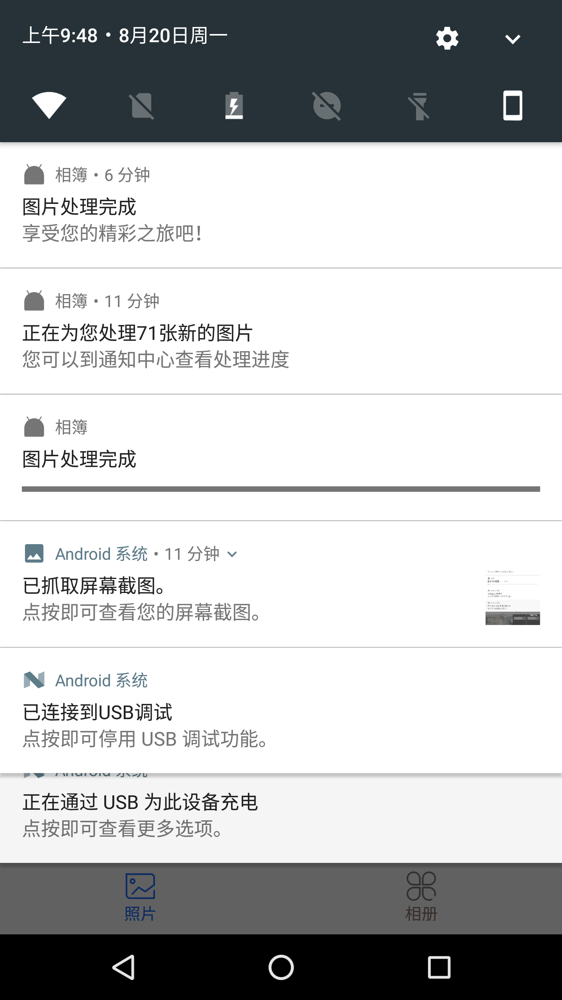 上午9:48 • 8月20日周一
相簿 • 6 分钟
图片处理完成
享受您的精彩之旅吧！
相簿 • 11 分钟
正在为您处理71张新的图片
您可以到通知中心查看处理进度
相簿
图片处理完成
Android 系统 • 11 分钟
已抓取屏幕截图。
点按即可查看您的屏幕截图。
Android 系统
已连接到USB调试
点按即可停用 USB 调试功能。
Android 系统
正在通过 USB 为此设备充电
点按即可查看更多选项。
照片
相册